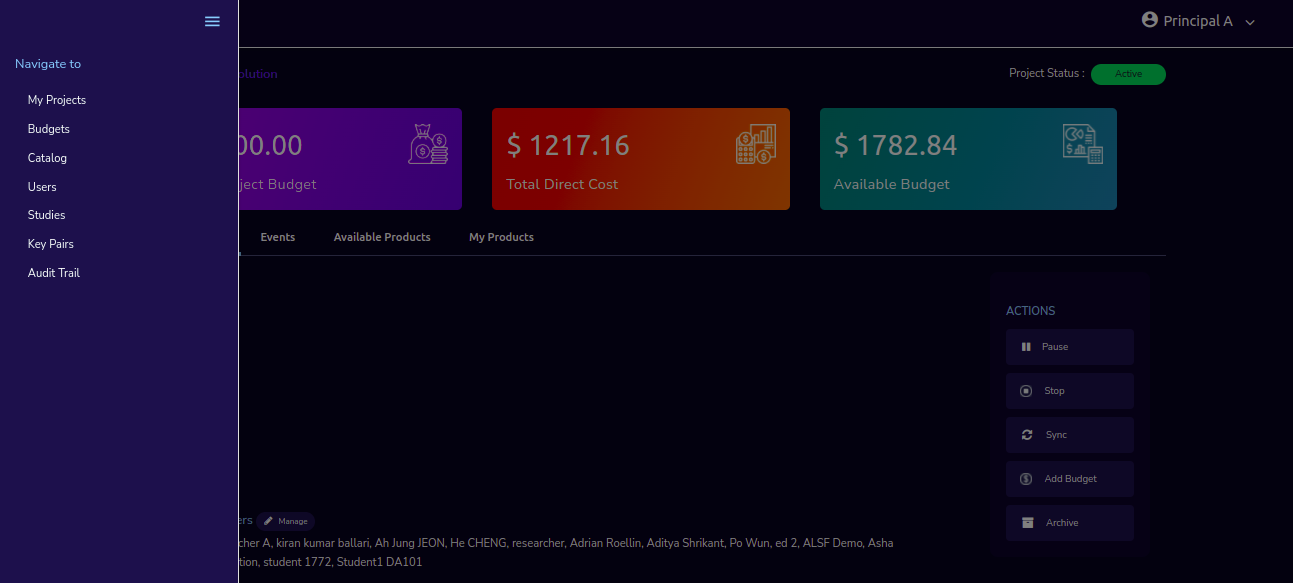 Principal A
Navigate to
My Projects
Budgets
Catalog
Users
Studies
Key Pairs
Audit Trail
olution
Project Status :
Active
00.00
ject Budget
$ 1217.16
Total Direct Cost
$ 1782.84
Available Budget
Events
Available Products
My Products
ACTIONS
Pause
Stop
Sync
Add Budget
Archive
ers
Manage
cher A, kiran kumar ballari, Ah Jung JEON, He CHENG, researcher, Adrian Roellin, Aditya Shrikant, Po Wun, ed 2, ALSF Demo, Asha
tion, student 1772, Student1 DA101